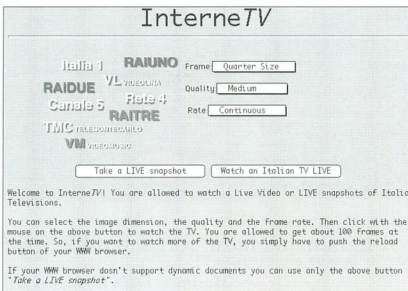 InterneTV
Italia 1 RAIUNO
RAIDUE VL VIDEOLINA
Canale 5 Rete 4
RAITRE
TMC TELEMONTECARLO
VM
Frame: Quarter Size
Quality: Medium
Rate: Continuous
Take a LIVE snapshot Watch an Italian TV LIVE
Welcome to InterneTV! You are allowed to watch a Live Video or LIVE snapshots of Italia
Televisions.
You can select the image dimension, the quality and the frame rate. Then click with the
mouse on the above button to watch the TV. You are allowed to get about 100 frames at
the time. So, if you want to watch more of the TV, you simply have to push the reload
button of your WWW browser.
If your WWW browser dosn't support dynamic documents you can use only the above button
"Take a LIVE snapshot".